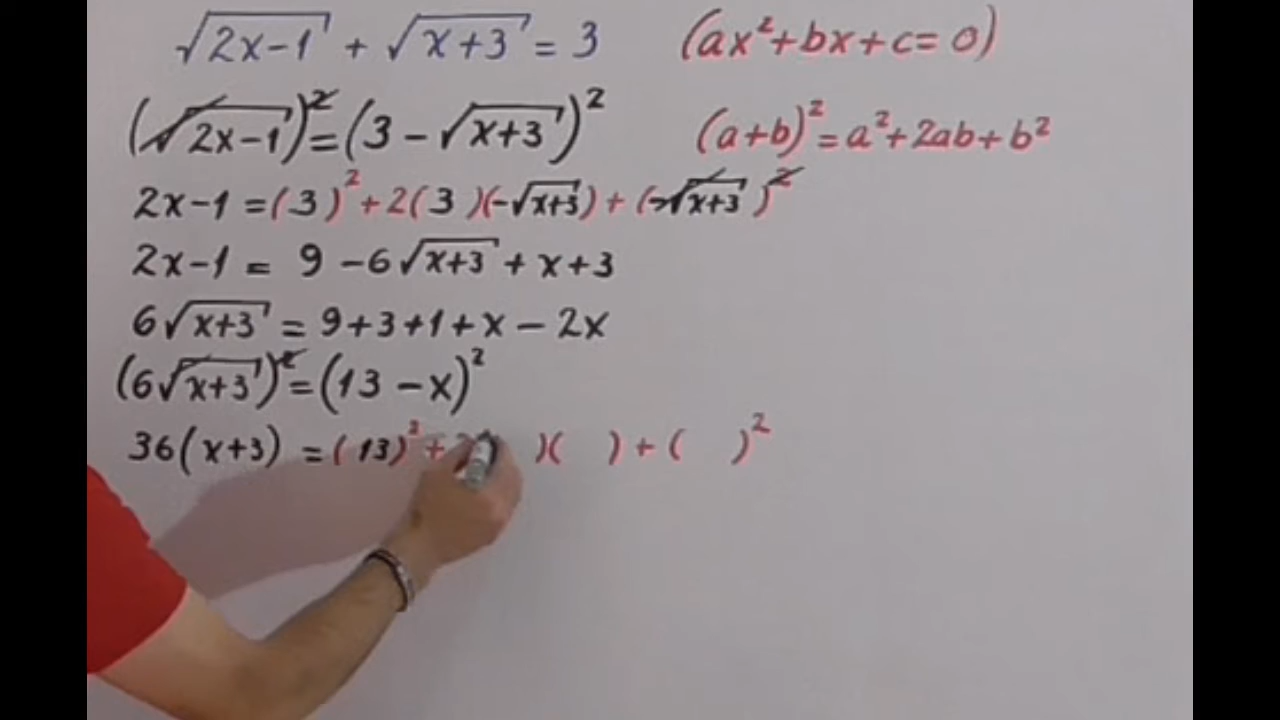 √(2x-1) + √(x+3) = 3
(ax²+bx+c=0)
(√(2x-1))² = (3 - √(x+3))²
(a+b)² = a²+2ab+b²
2x-1 = (3)² + 2(3)(-√(x+3)) + (-√(x+3))²
2x-1 = 9 - 6√(x+3) + x+3
6√(x+3) = 9+3+1+x-2x
(6√(x+3))² = (13-x)²
36(x+3) = (13)² + )( ) + ( )²